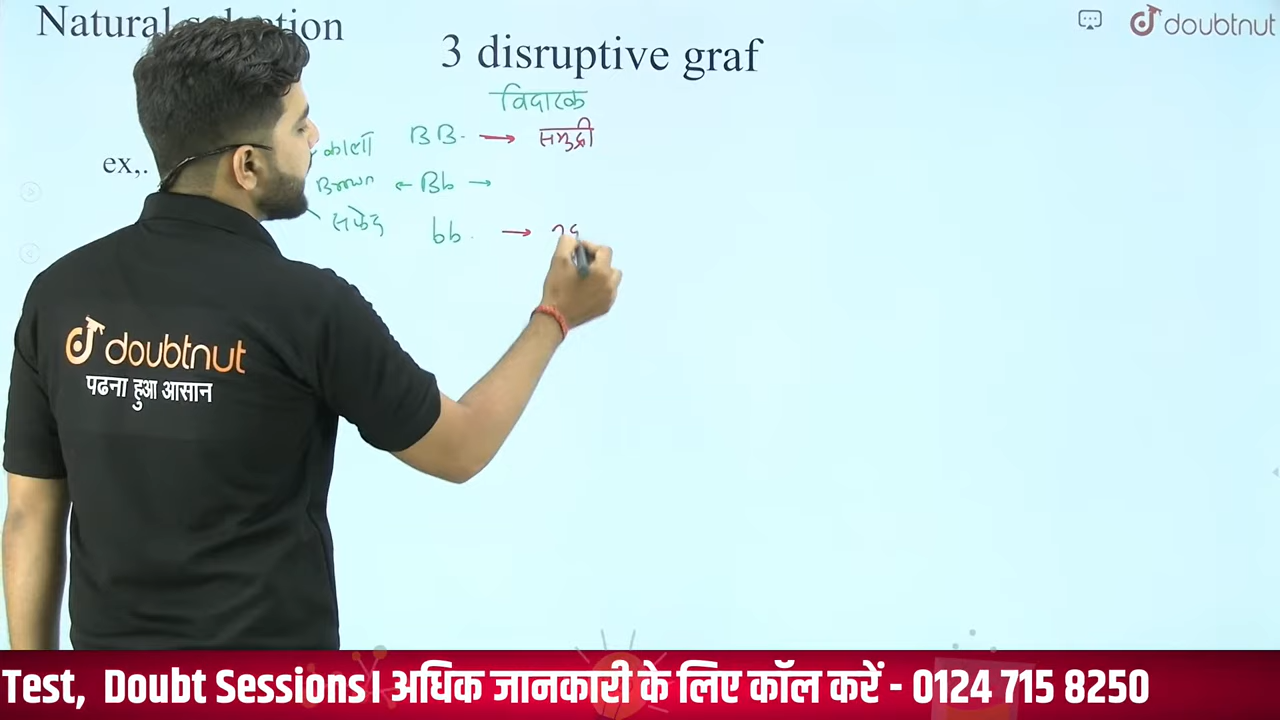 Natural selection
doubtnut
3 disruptive graf
विदारक
काला BB. → समुद्री
ex,.
Brown ← Bb →
सफेद bb. →
doubtnut
पढना हुआ आसान
Test, Doubt Sessions। अधिक जानकारी के लिए कॉल करें - 0124 715 8250